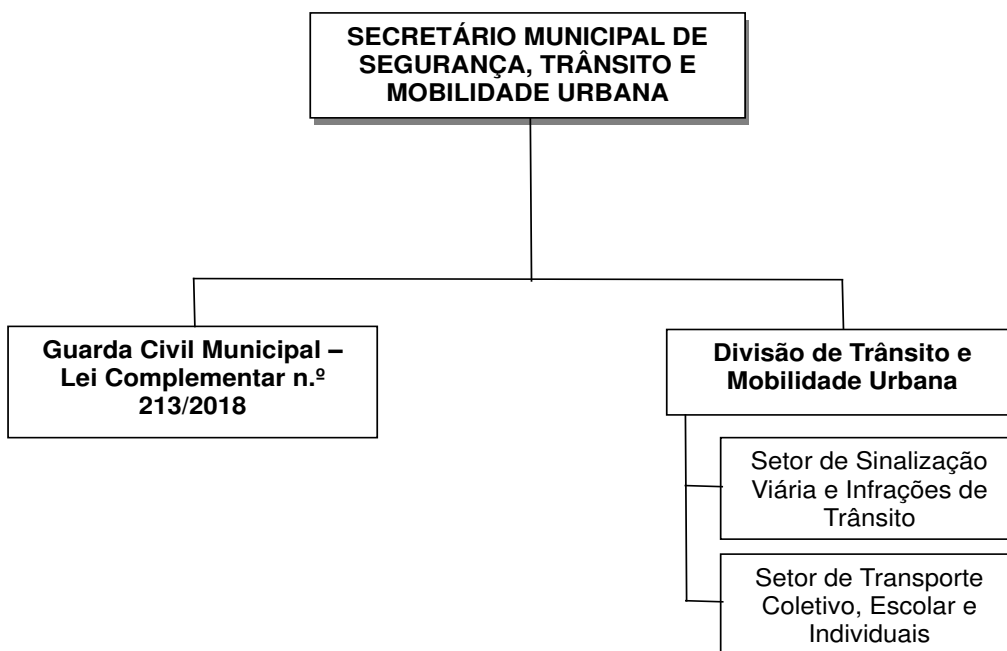 SECRETÁRIO MUNICIPAL DE
SEGURANÇA, TRÂNSITO E
MOBILIDADE URBANA
Guarda Civil Municipal –
Lei Complementar n.º
213/2018
Divisão de Trânsito e
Mobilidade Urbana
Setor de Sinalização
Viária e Infrações de
Trânsito
Setor de Transporte
Coletivo, Escolar e
Individuais